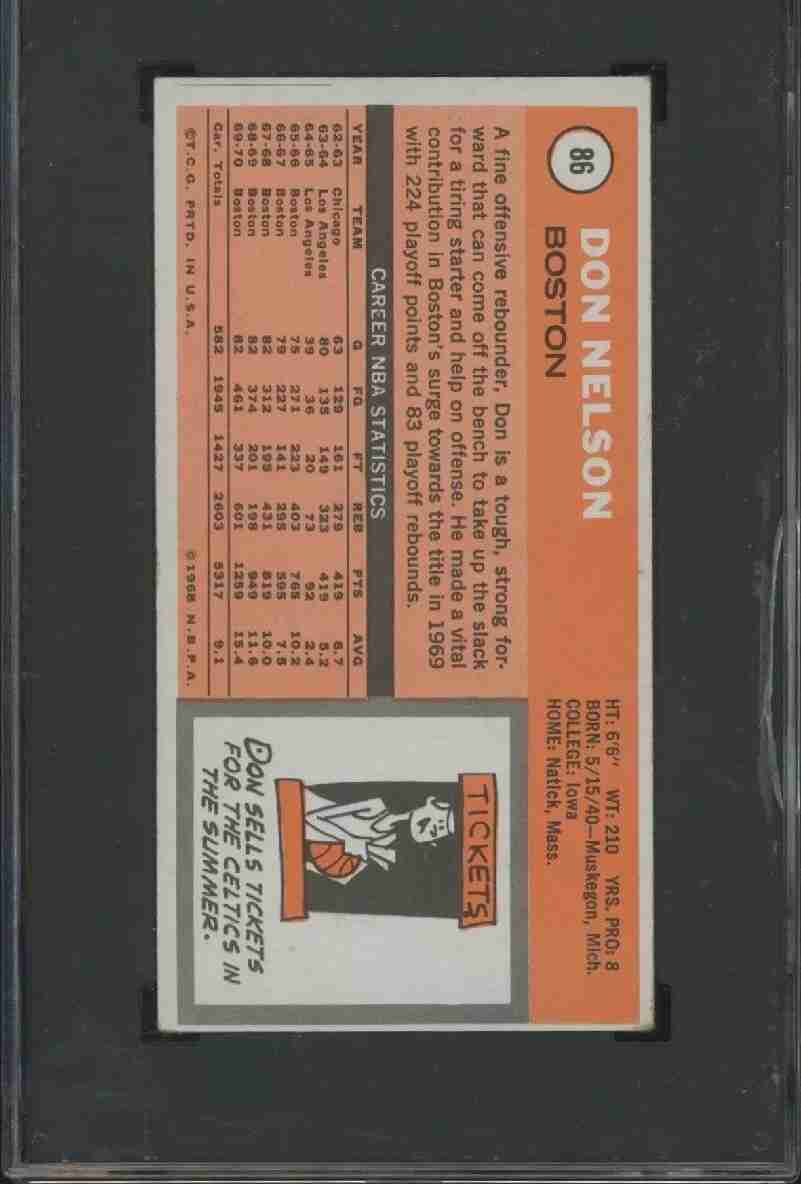 86
DON NELSON
BOSTON
HT: 6'6" WT: 210 YRS. PRO: 8
BORN: 5/15/40—Muskegon, Mich.
COLLEGE: Iowa
HOME: Natick, Mass.
A fine offensive rebounder, Don is a tough, strong for-
ward that can come off the bench to take up the slack
for a tiring starter and help on offense. He made a vital
contribution in Boston's surge towards the title in 1969
with 224 playoff points and 83 playoff rebounds.
CAREER NBA STATISTICS
YEAR TEAM G FG FT REB PTS AVG
62-63 Chicago 63 129 161 279 419 6.7
63-64 Los Angeles 80 135 149 323 419 5.2
64-65 Los Angeles 39 36 20 73 92 2.4
65-66 Boston 75 271 223 403 765 10.2
66-67 Boston 79 227 141 295 595 7.5
67-68 Boston 82 312 195 431 819 10.0
68-69 Boston 82 374 201 198 949 11.6
69-70 Boston 82 461 337 601 1259 15.4
Car. Totals 582 1945 1427 2603 5317 9.1
©T.C.G. PRTD. IN U.S.A. ©1968 N.B.P.A.
TICKETS
DON SELLS TICKETS
FOR THE CELTICS IN
THE SUMMER.